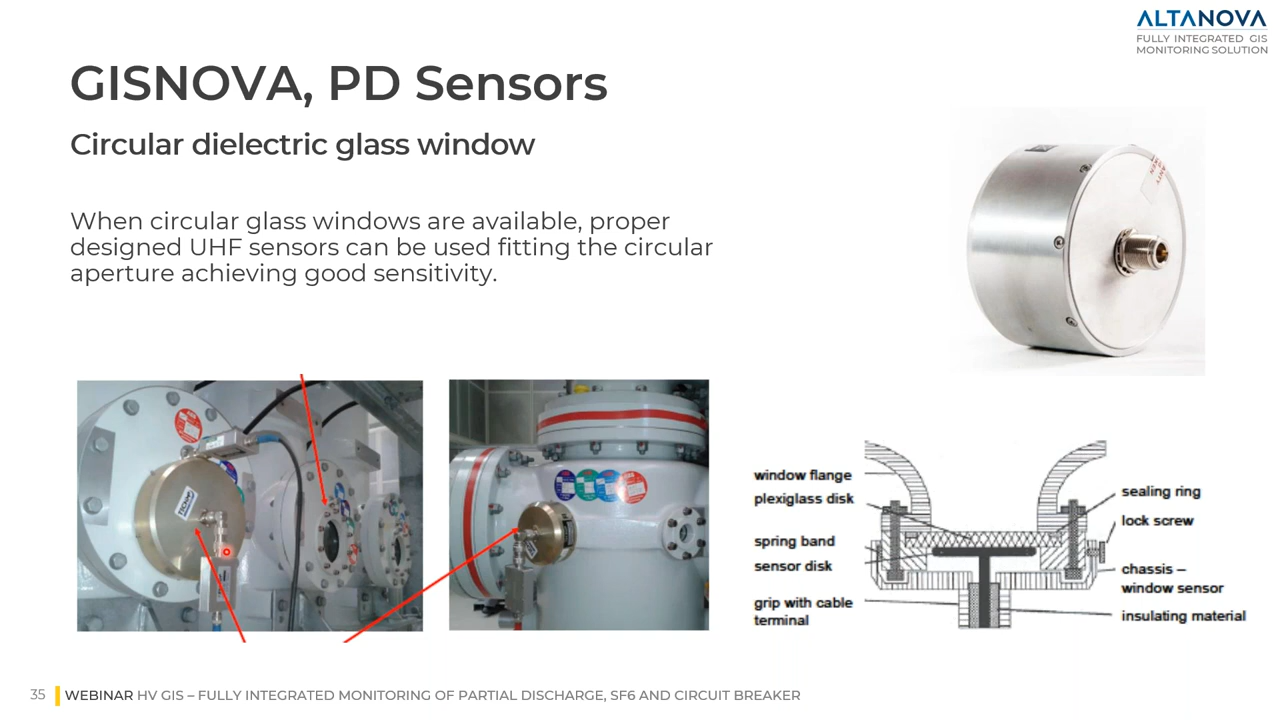 ALTANOVA
FULLY INTEGRATED GIS
MONITORING SOLUTION
GISNOVA, PD Sensors
Circular dielectric glass window
When circular glass windows are available, proper
designed UHF sensors can be used fitting the circular
aperture achieving good sensitivity.
window flange
plexiglass disk
spring band
sensor disk
grip with cable
terminal
sealing ring
lock screw
chassis –
window sensor
insulating material
35
WEBINAR HV GIS – FULLY INTEGRATED MONITORING OF PARTIAL DISCHARGE, SF6 AND CIRCUIT BREAKER